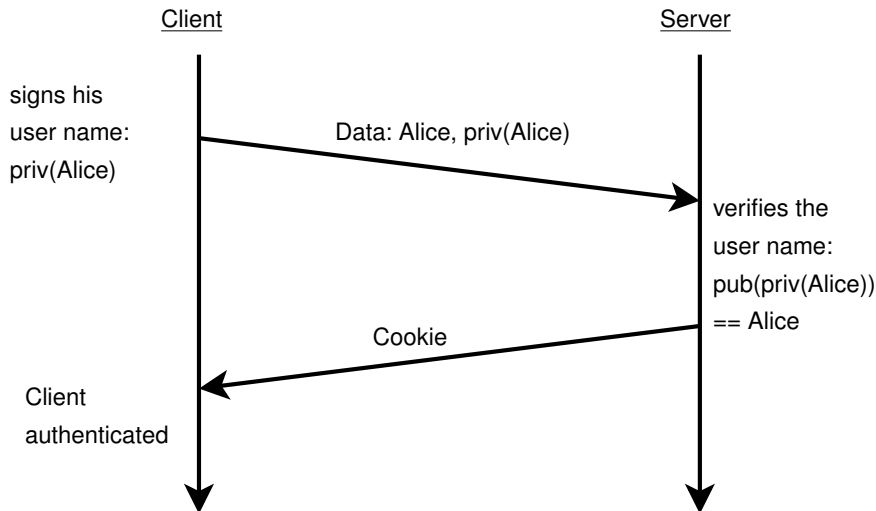 Client
Server
signs his
user name:
priv(Alice)
Data: Alice, priv(Alice)
verifies the
user name:
pub(priv(Alice))
== Alice
Cookie
Client
authenticated